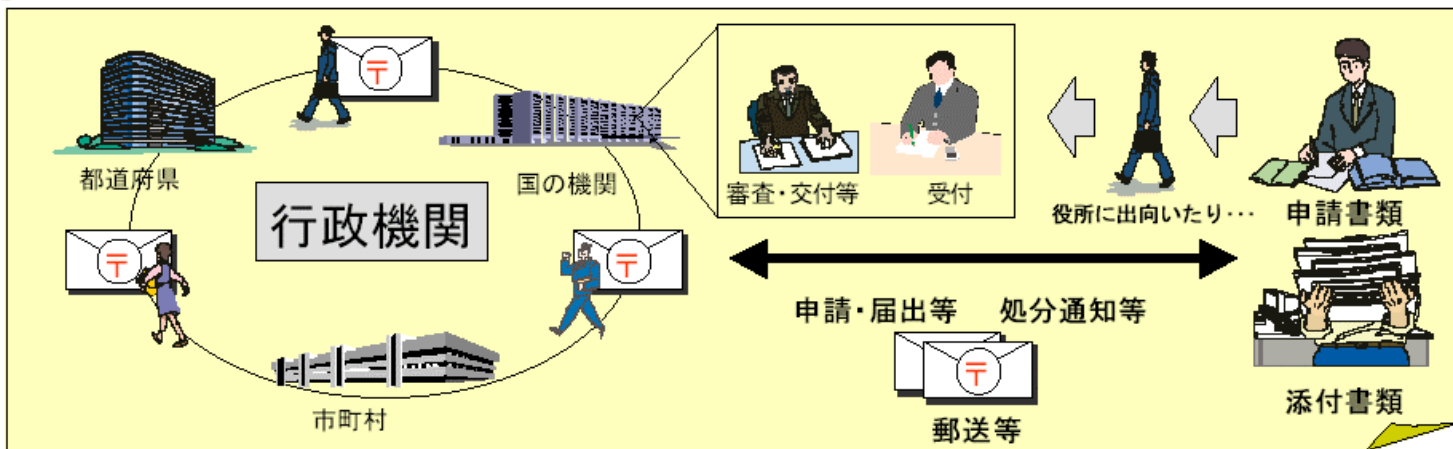 都道府県
国の機関
行政機関
市町村
〒
〒
〒
審査・交付等
受付
役所に出向いたり・・・
申請書類
申請・届出等
処分通知等
〒
郵送等
添付書類